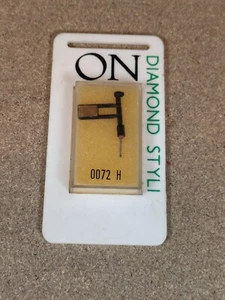 ON
DIAMOND STYLI
0072 H